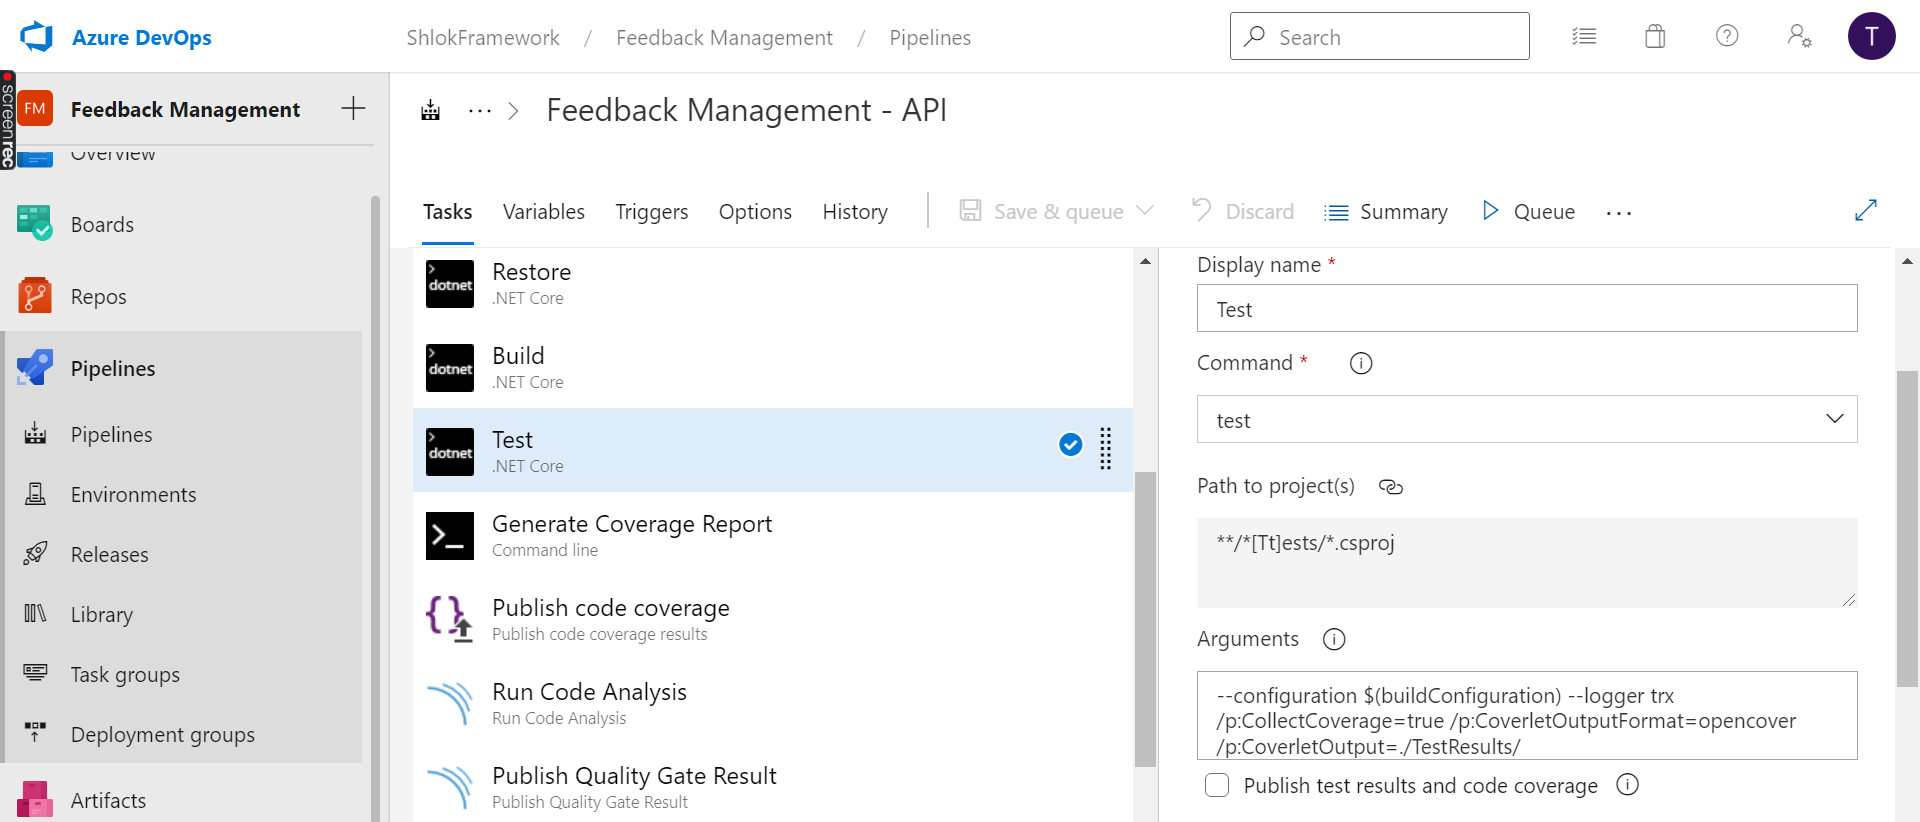 Azure DevOps
ShlokFramework / Feedback Management / Pipelines
Search
T
screenrec
FM
Feedback Management
Overview
Boards
Repos
Pipelines
Pipelines
Environments
Releases
Library
Task groups
Deployment groups
Artifacts
··· > Feedback Management - API
Tasks
Variables
Triggers
Options
History
Save & queue
Discard
Summary
Queue
···
dotnet
Restore
.NET Core
dotnet
Build
.NET Core
dotnet
Test
.NET Core
Generate Coverage Report
Command line
Publish code coverage
Publish code coverage results
Run Code Analysis
Run Code Analysis
Publish Quality Gate Result
Publish Quality Gate Result
Display name *
Test
Command *
test
Path to project(s)
**/*[Tt]ests/*.csproj
Arguments
--configuration $(buildConfiguration) --logger trx
/p:CollectCoverage=true /p:CoverletOutputFormat=opencover
/p:CoverletOutput=./TestResults/
Publish test results and code coverage